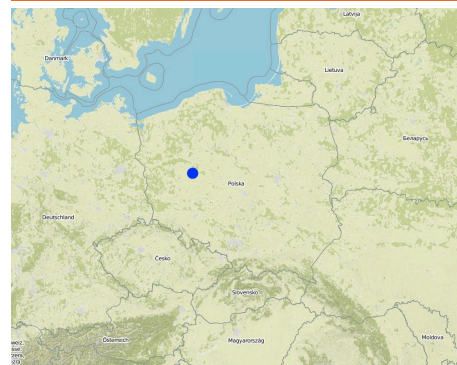 Latvija
Danmark
Lietuva
Беларусь
Polska
Deutschland
Česko
Slovensko
Österreich
Magyarország
Moldova